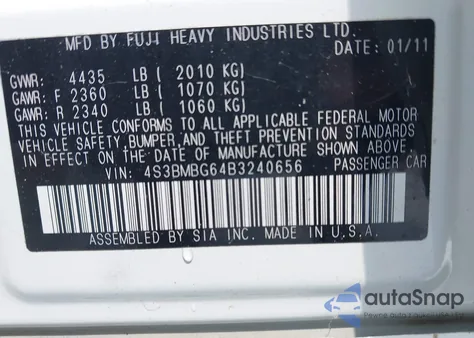 MFD BY FUJI HEAVY INDUSTRIES LTD.
DATE: 01/11
GVWR: 4435 LB ( 2010 KG)
GAWR: F 2360 LB ( 1070 KG)
GAWR: R 2340 LB ( 1060 KG)
THIS VEHICLE CONFORMS TO ALL APPLICABLE FEDERAL MOTOR
VEHICLE SAFETY, BUMPER, AND THEFT PREVENTION STANDARDS
IN EFFECT ON THE DATE OF MANUFACTURE SHOWN ABOVE.
VIN: 4S3BMBG64B3240656 PASSENGER CAR
ASSEMBLED BY SIA INC. MADE IN U.S.A.
autoSnap